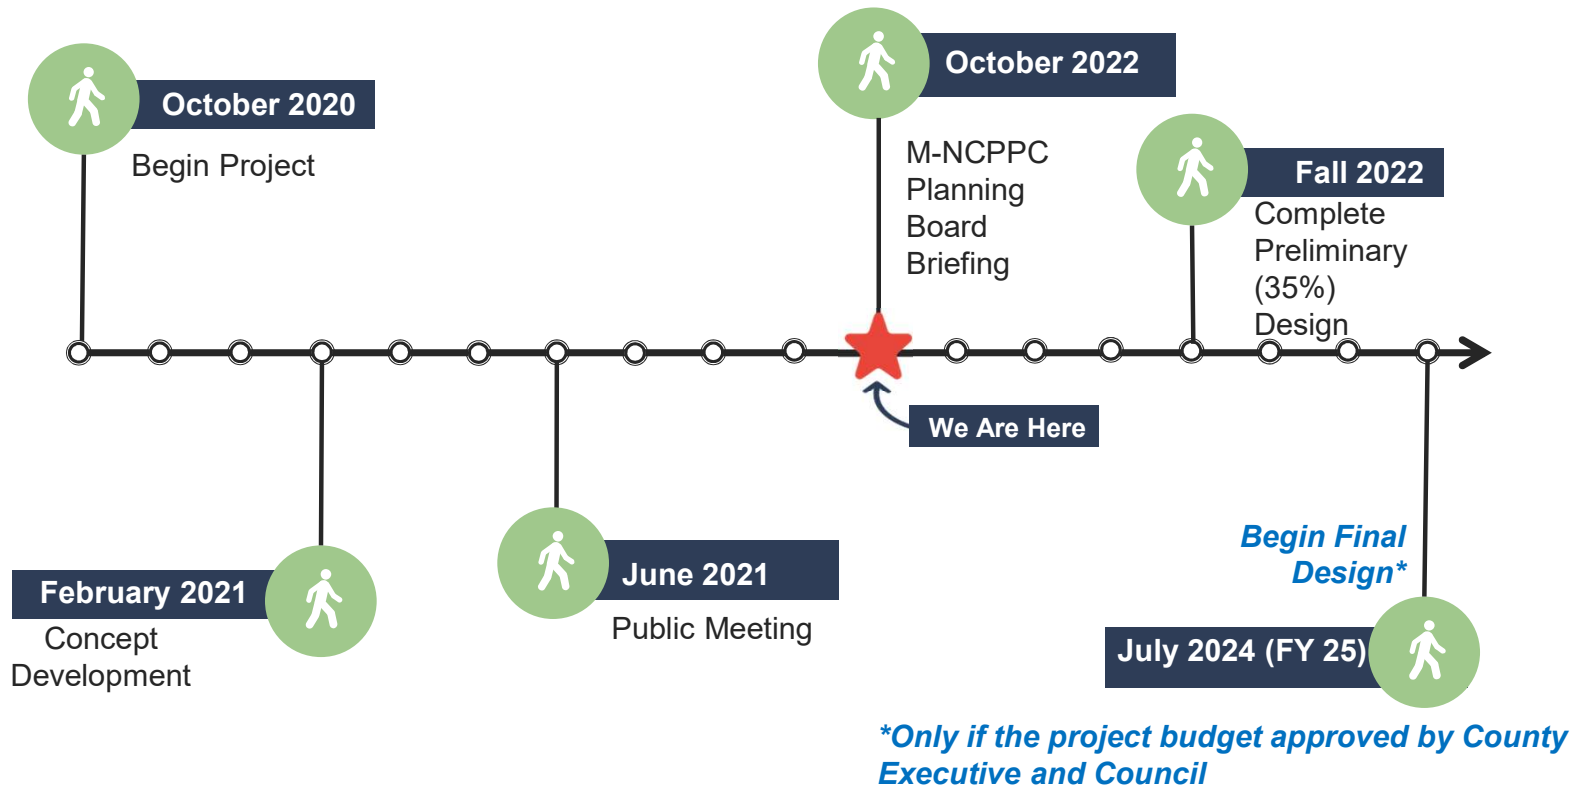 October 2020
Begin Project
February 2021
Concept
Development
June 2021
Public Meeting
October 2022
M-NCPPC
Planning
Board
Briefing
We Are Here
Fall 2022
Complete
Preliminary
(35%)
Design
Begin Final
Design*
July 2024 (FY 25)
*Only if the project budget approved by County
Executive and Council